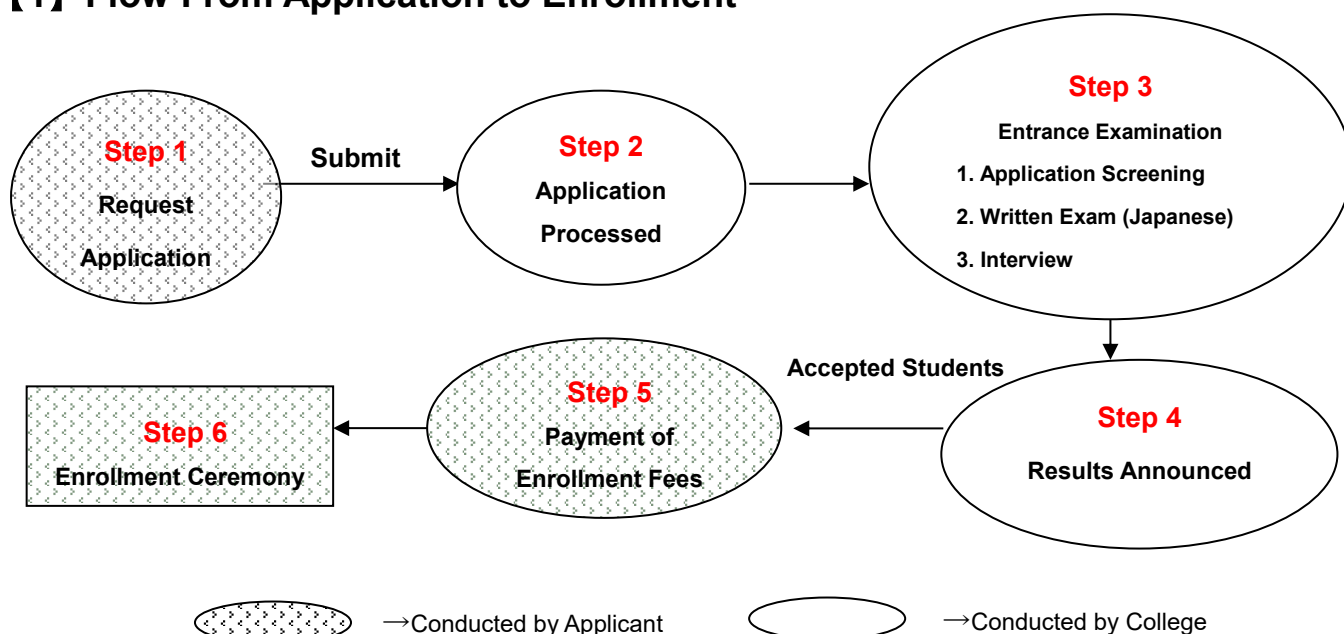 【1】Flow From Application to Enrollment
Step 1
Request
Application
Submit
Step 2
Application
Processed
Step 3
Entrance Examination
1. Application Screening
2. Written Exam (Japanese)
3. Interview
Accepted Students
Step 4
Results Announced
Step 5
Payment of
Enrollment Fees
Step 6
Enrollment Ceremony
→Conducted by Applicant
→Conducted by College